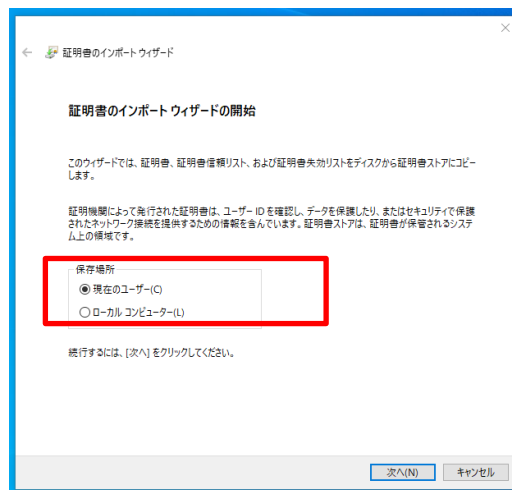 証明書のインポート ウィザード
証明書のインポート ウィザードの開始
このウィザードでは、証明書、証明書信頼リスト、および証明書失効リストをディスクから証明書ストアにコピー
します。
証明機関によって発行された証明書は、ユーザー ID を確認し、データを保護したり、またはセキュリティで保護
されたネットワーク接続を提供するための情報を含んでいます。証明書ストアは、証明書が保管されるシステ
ム上の領域です。
保存場所
現在のユーザー(C)
ローカル コンピューター(L)
続行するには、[次へ] をクリックしてください。
次へ(N)
キャンセル